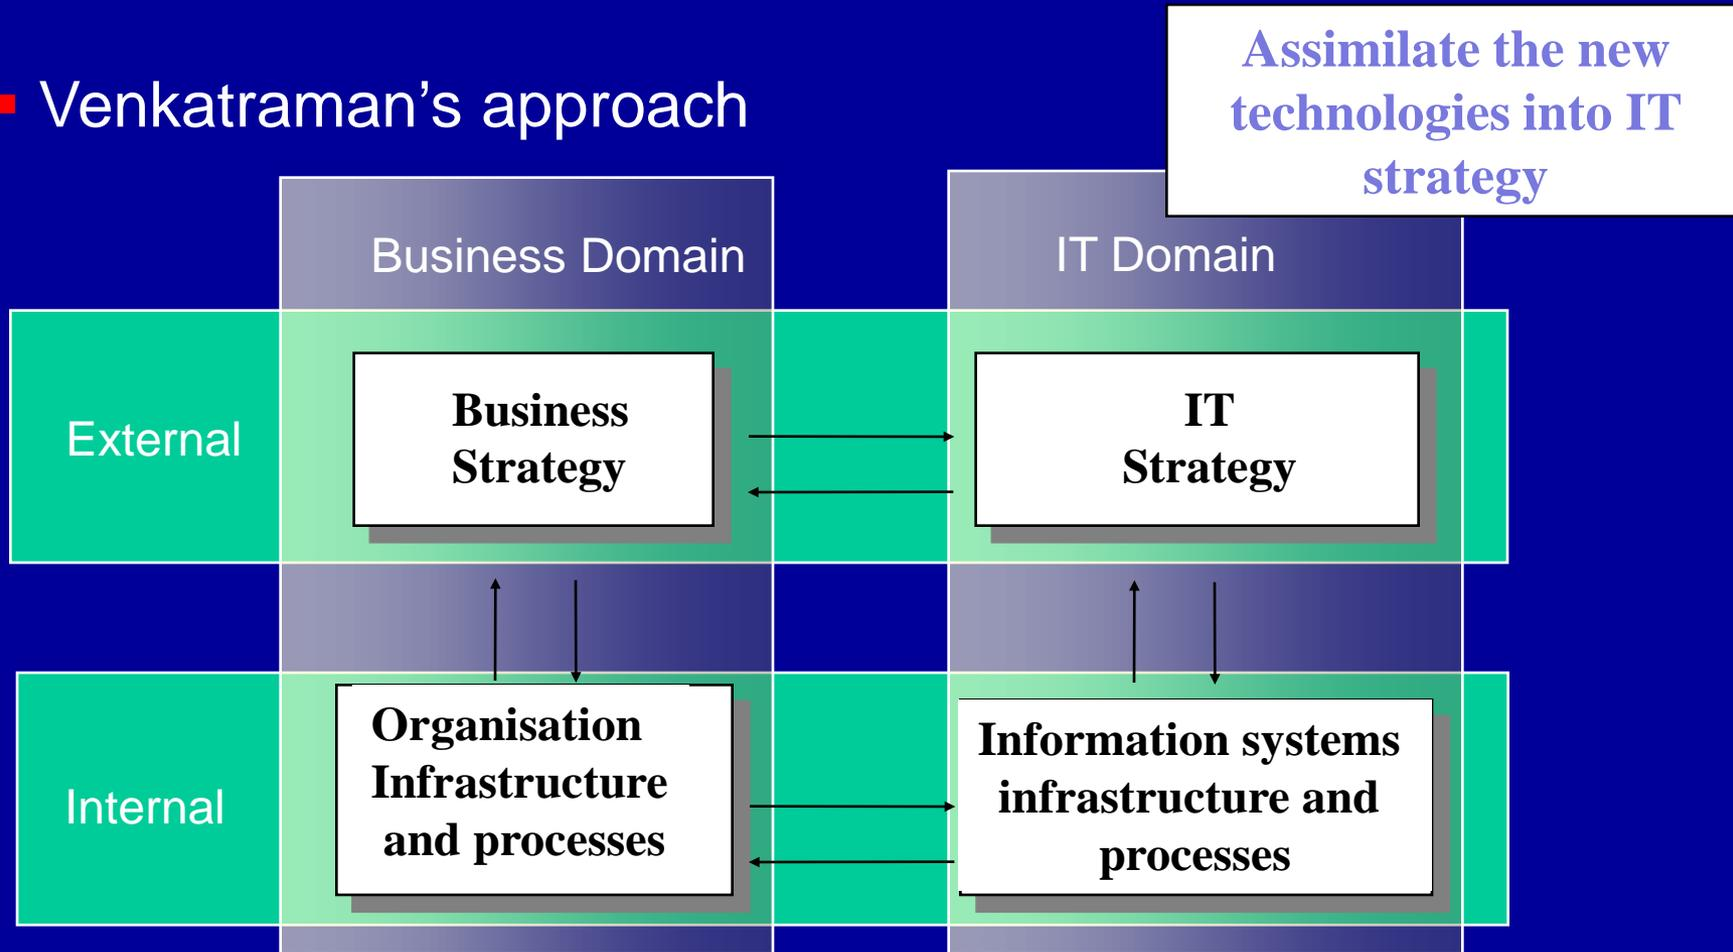 Assimilate the new
technologies into IT
strategy
Venkatraman’s approach
Business Domain
IT Domain
External
Business
Strategy
IT
Strategy
Internal
Organisation
Infrastructure
and processes
Information systems
infrastructure and
processes